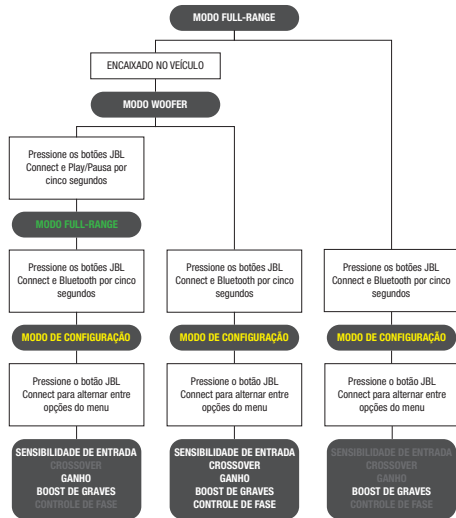 MODO FULL-RANGE
ENCAIXADO NO VEÍCULO
MODO WOOFER
Pressione os botões JBL
Connect e Play/Pausa por
cinco segundos
MODO FULL-RANGE
Pressione os botões JBL
Connect e Bluetooth por cinco
segundos
Pressione os botões JBL
Connect e Bluetooth por cinco
segundos
Pressione os botões JBL
Connect e Bluetooth por cinco
segundos
MODO DE CONFIGURAÇÃO
MODO DE CONFIGURAÇÃO
MODO DE CONFIGURAÇÃO
Pressione o botão JBL
Connect para alternar entre
opções do menu
Pressione o botão JBL
Connect para alternar entre
opções do menu
Pressione o botão JBL
Connect para alternar entre
opções do menu
SENSIBILIDADE DE ENTRADA
CROSSOVER
GANHO
BOOST DE GRAVES
CONTROLE DE FASE
SENSIBILIDADE DE ENTRADA
CROSSOVER
GANHO
BOOST DE GRAVES
CONTROLE DE FASE
SENSIBILIDADE DE ENTRADA
CROSSOVER
GANHO
BOOST DE GRAVES
CONTROLE DE FASE